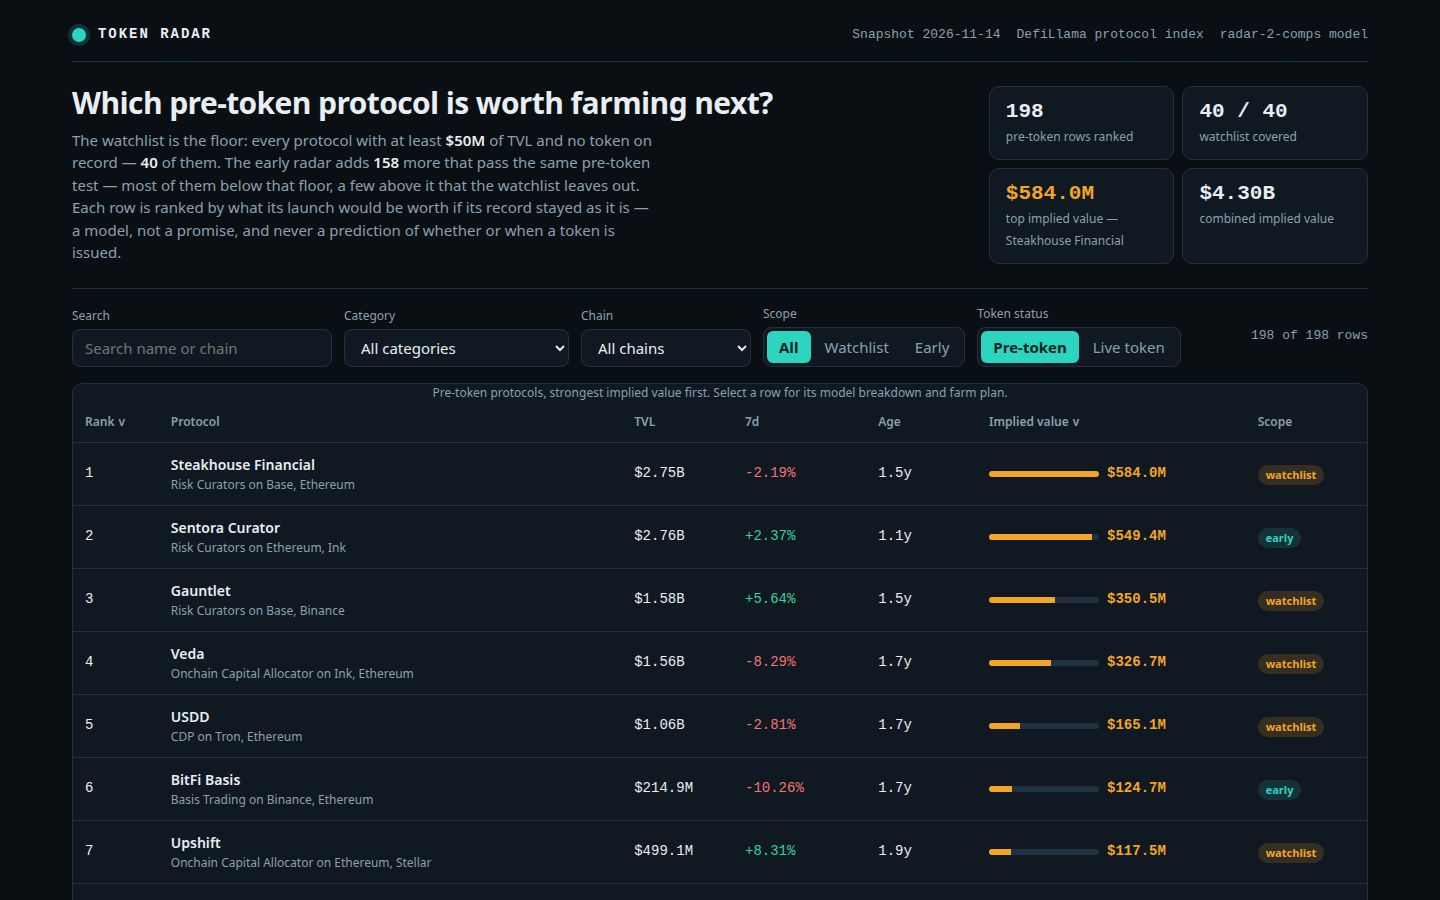 TOKEN RADAR
Snapshot 2026-11-14 DefiLlama protocol index radar-2-comps model
Which pre-token protocol is worth farming next?
The watchlist is the floor: every protocol with at least $50M of TVL and no token on
record — 40 of them. The early radar adds 158 more that pass the same pre-token
test — most of them below that floor, a few above it that the watchlist leaves out.
Each row is ranked by what its launch would be worth if its record stayed as it is —
a model, not a promise, and never a prediction of whether or when a token is
issued.
198
pre-token rows ranked
40 / 40
watchlist covered
$584.0M
top implied value —
Steakhouse Financial
$4.30B
combined implied value
Search
Search name or chain
Category
All categories
Chain
All chains
Scope
All Watchlist Early
Token status
Pre-token Live token
198 of 198 rows
Pre-token protocols, strongest implied value first. Select a row for its model breakdown and farm plan.
Rank v Protocol TVL 7d Age Implied value v Scope
1 Steakhouse Financial $2.75B -2.19% 1.5y $584.0M watchlist
Risk Curators on Base, Ethereum
2 Sentora Curator $2.76B +2.37% 1.1y $549.4M early
Risk Curators on Ethereum, Ink
3 Gauntlet $1.58B +5.64% 1.5y $350.5M watchlist
Risk Curators on Base, Binance
4 Veda $1.56B -8.29% 1.7y $326.7M watchlist
Onchain Capital Allocator on Ink, Ethereum
5 USDD $1.06B -2.81% 1.7y $165.1M watchlist
CDP on Tron, Ethereum
6 BitFi Basis $214.9M -10.26% 1.7y $124.7M early
Basis Trading on Binance, Ethereum
7 Upshift $499.1M +8.31% 1.9y $117.5M watchlist
Onchain Capital Allocator on Ethereum, Stellar